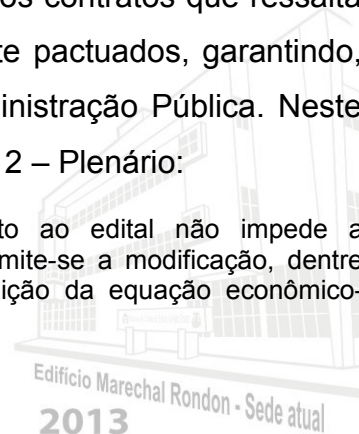 os contratos que ressalta
te pactuados, garantindo,
ministração Pública. Neste
2 – Plenário:
to ao edital não impede a
mite-se a modificação, dentre
ição da equação econômico-
Edifício Marechal Rondon - Sede atual
2013